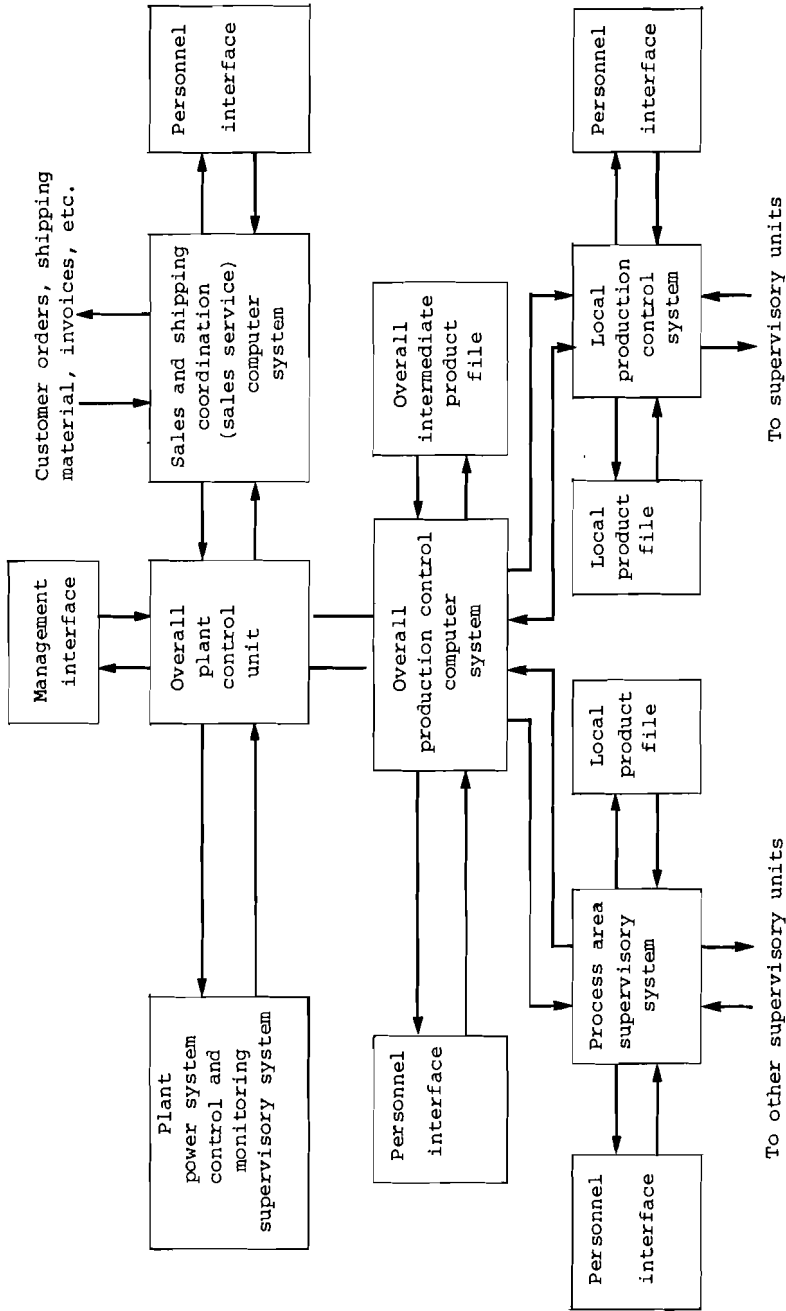 Management
interface
Customer orders, shipping
material, invoices, etc.
Plant
power system
control and
monitoring
supervisory system
Overall
plant
control
unit
Sales and shipping
coordination
(sales service)
computer
system
Personnel
interface
Personnel
interface
Overall
production control
computer
system
Overall
intermediate
product
file
Personnel
interface
Process area
supervisory
system
Local
product
file
Local
product
file
Local
production
control
system
Personnel
interface
To other supervisory units
To supervisory units